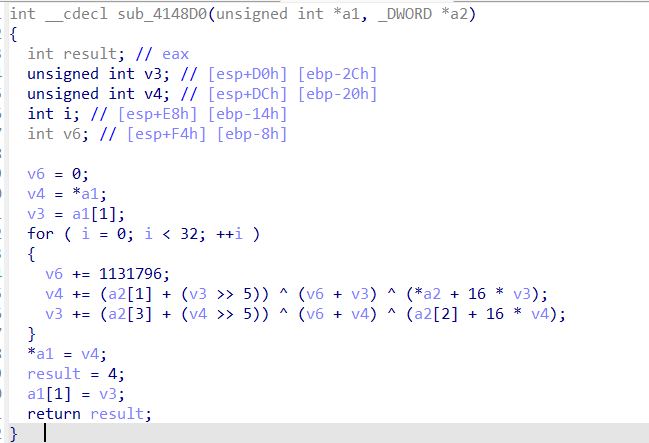 int __cdecl sub_4148D0(unsigned int *a1, _DWORD *a2)
{
  int result; // eax
  unsigned int v3; // [esp+D0h] [ebp-2Ch]
  unsigned int v4; // [esp+DCh] [ebp-20h]
  int i; // [esp+E8h] [ebp-14h]
  int v6; // [esp+F4h] [ebp-8h]

  v6 = 0;
  v4 = *a1;
  v3 = a1[1];
  for ( i = 0; i < 32; ++i )
  {
    v6 += 1131796;
    v4 += (a2[1] + (v3 >> 5)) ^ (v6 + v3) ^ (*a2 + 16 * v3);
    v3 += (a2[3] + (v4 >> 5)) ^ (v6 + v4) ^ (a2[2] + 16 * v4);
  }
  *a1 = v4;
  result = 4;
  a1[1] = v3;
  return result;
}